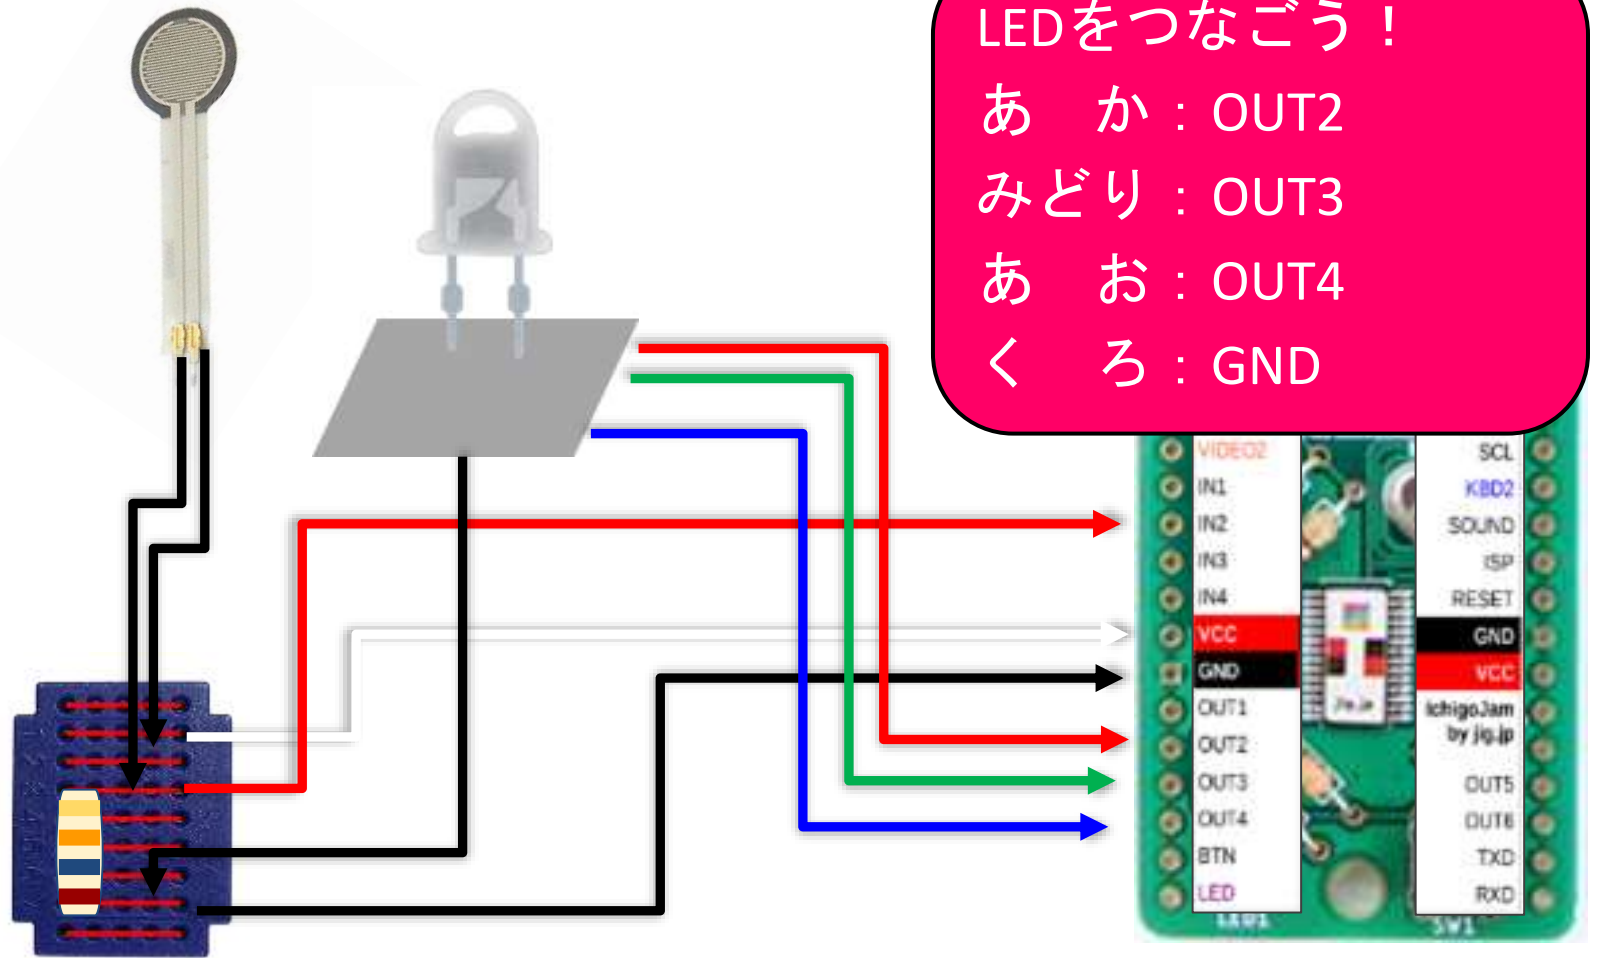 LEDをつなごう！
あ　か：OUT2
みどり：OUT3
あ　お：OUT4
く　ろ：GND
VIDEO2
IN1
IN2
IN3
IN4
VCC
GND
OUT1
OUT2
OUT3
OUT4
BTN
LED
SCL
KBD2
SOUND
ISP
RESET
GND
VCC
IchigoJam
by jig.jp
OUT5
OUT6
TXD
RXD
SW1